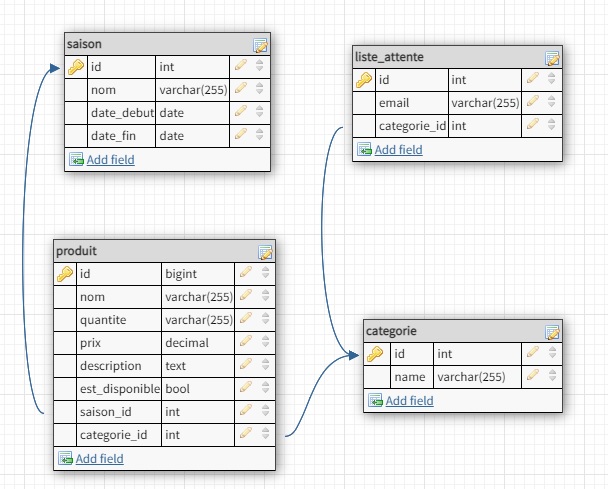 saison
id int
nom varchar(255)
date_debut date
date_fin date
Add field
liste_attente
id int
email varchar(255)
categorie_id int
Add field
produit
id bigint
nom varchar(255)
quantite varchar(255)
prix decimal
description text
est_disponible bool
saison_id int
categorie_id int
Add field
categorie
id int
name varchar(255)
Add field